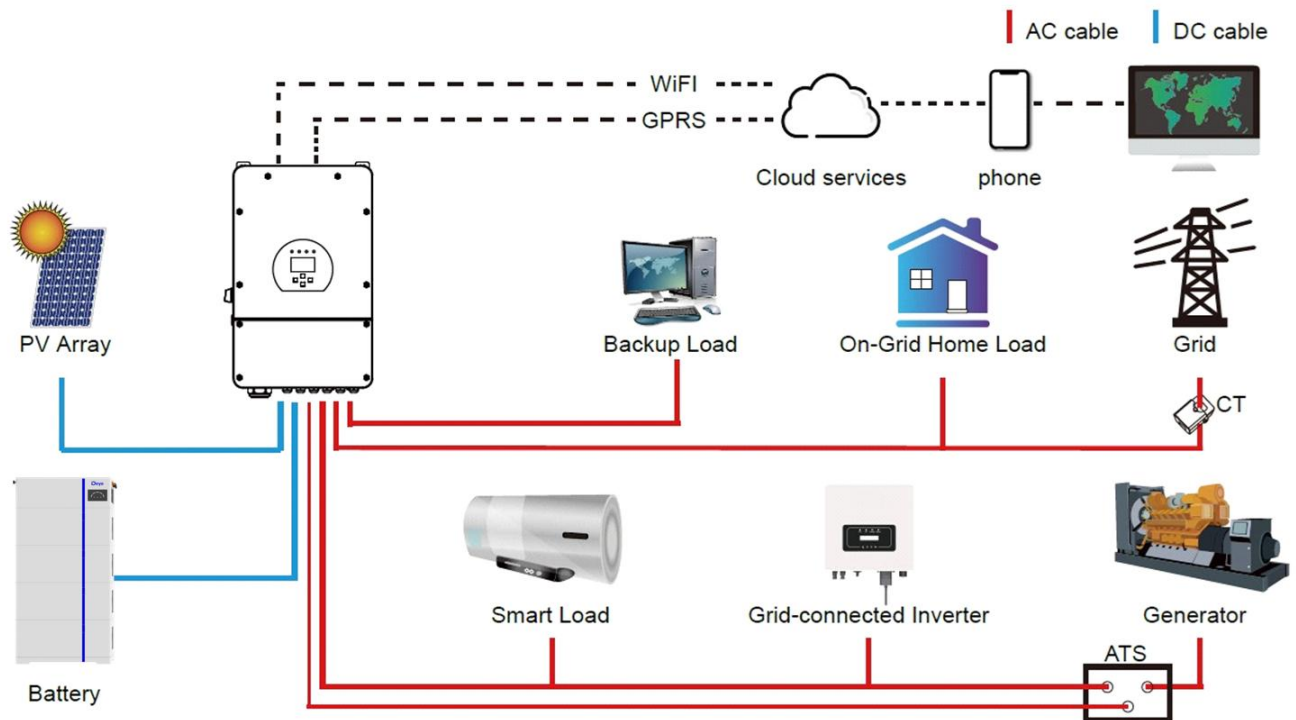 AC cable
DC cable
WiFI
GPRS
Cloud services
phone
PV Array
Backup Load
On-Grid Home Load
Grid
CT
Deye
Smart Load
Grid-connected Inverter
Generator
ATS
Battery